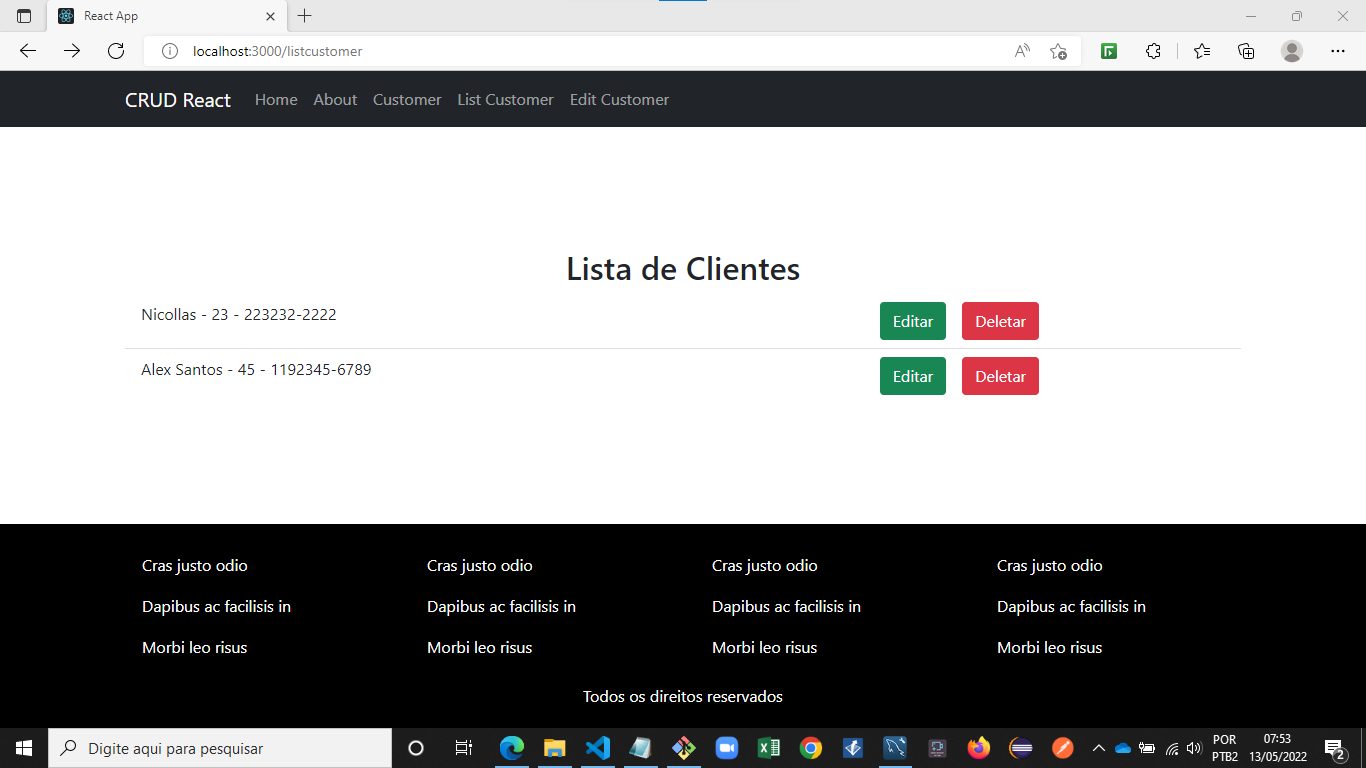 React App
localhost:3000/listcustomer
CRUD React Home About Customer List Customer Edit Customer
Lista de Clientes
Nicollas - 23 - 223232-2222 Editar Deletar
Alex Santos - 45 - 1192345-6789 Editar Deletar
Cras justo odio Cras justo odio Cras justo odio Cras justo odio
Dapibus ac facilisis in Dapibus ac facilisis in Dapibus ac facilisis in Dapibus ac facilisis in
Morbi leo risus Morbi leo risus Morbi leo risus Morbi leo risus
Todos os direitos reservados
Digite aqui para pesquisar
POR 07:53
PTB2 13/05/2022 2